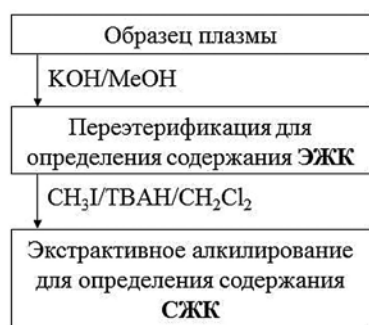 Образец плазмы
KOH/MeOH
Переэтерификация для
определения содержания ЭЖК
CH₃I/TBAH/CH₂Cl₂
Экстрактивное алкилирование
для определения содержания
СЖК